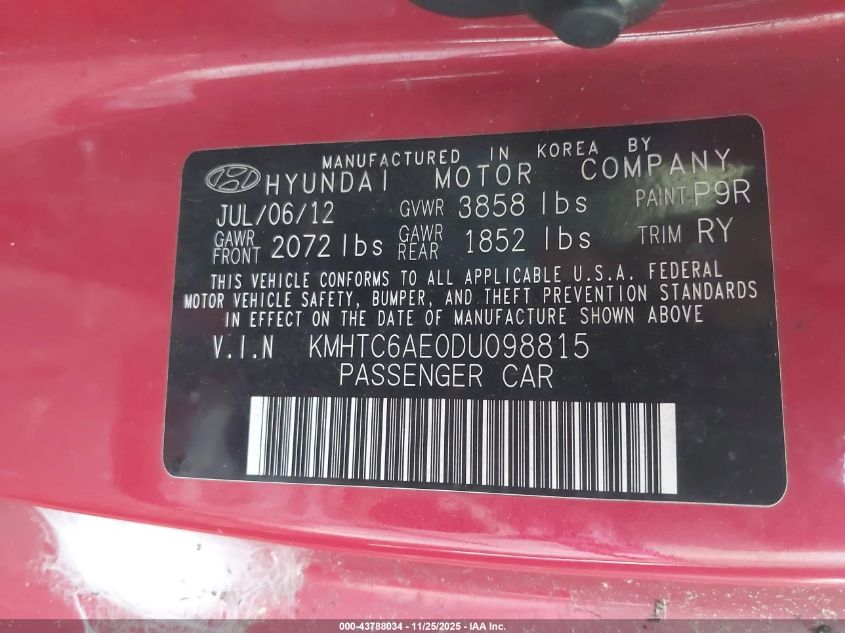 MANUFACTURED IN KOREA BY
HYUNDAI MOTOR COMPANY
JUL/06/12 GVWR 3858 lbs PAINT:P9R
GAWR FRONT 2072 lbs GAWR REAR 1852 lbs TRIM RY
THIS VEHICLE CONFORMS TO ALL APPLICABLE U.S.A. FEDERAL
MOTOR VEHICLE SAFETY, BUMPER, AND THEFT PREVENTION STANDARDS
IN EFFECT ON THE DATE OF MANUFACTURE SHOWN ABOVE
V.I.N KMHTC6AE0DU098815
PASSENGER CAR
000-43788034 - 11/25/2025 - IAA Inc.